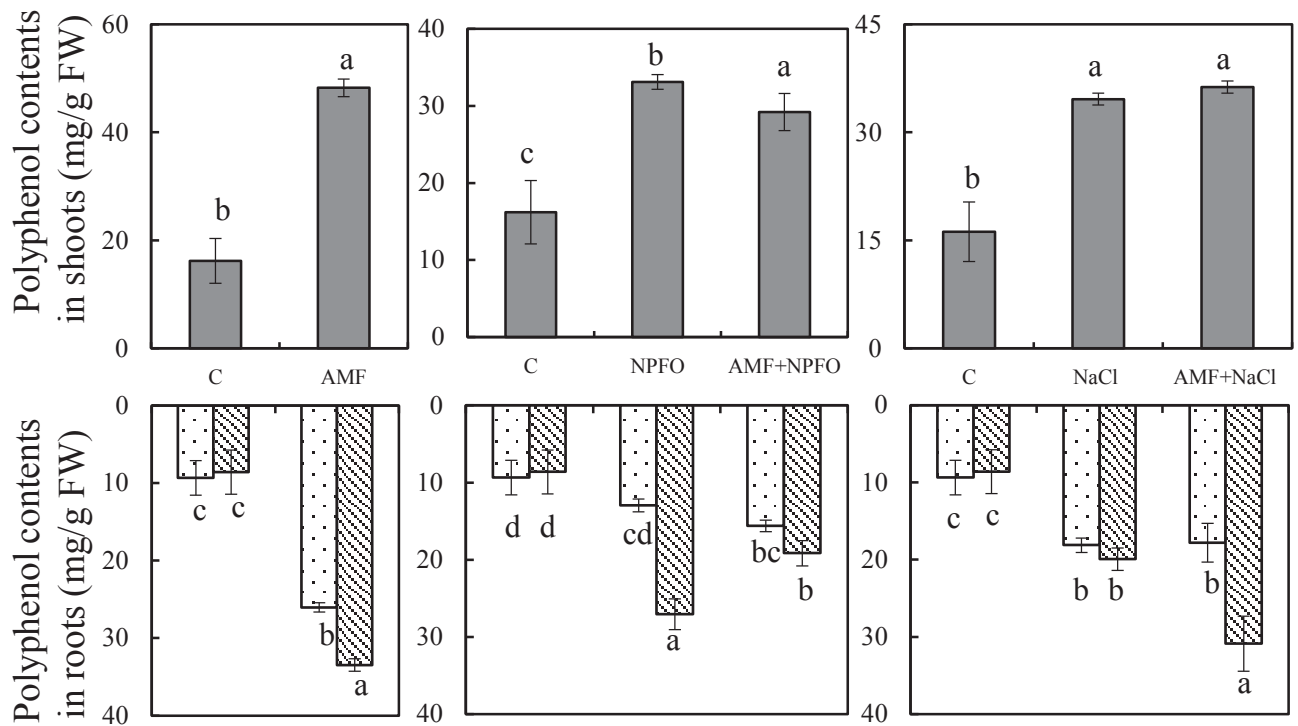 Polyphenol contents
in shoots (mg/g FW)
60
40
20
0
b
a
C
AMF
40
30
20
10
0
c
b
a
C
NPFO
AMF+NPFO
45
30
15
0
b
a
a
C
NaCl
AMF+NaCl
Polyphenol contents
in roots (mg/g FW)
0
10
20
30
40
c
c
b
a
0
10
20
30
40
d
d
cd
a
bc
b
0
10
20
30
40
c
c
b
b
b
a